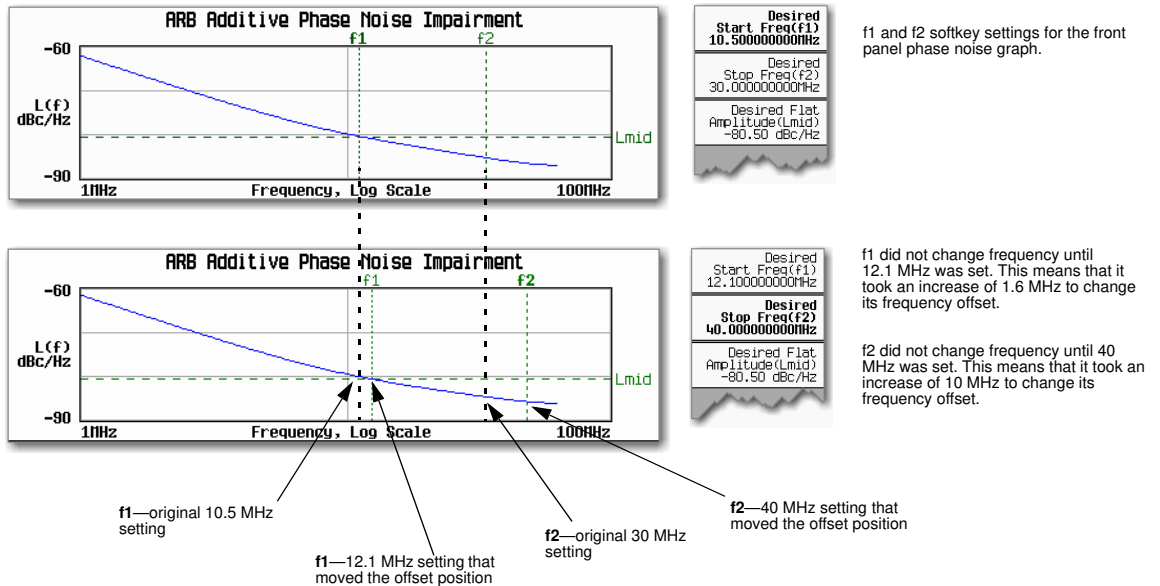 ARB Additive Phase Noise Impairment
f1
f2
-60
L(f)
dBc/Hz
Lmid
-90
1MHz
Frequency, Log Scale
100MHz
Desired
Start Freq(f1)
10.500000000MHz
Desired
Stop Freq(f2)
30.000000000MHz
Desired Flat
Amplitude(Lmid)
-80.50 dBc/Hz
f1 and f2 softkey settings for the front
panel phase noise graph.
ARB Additive Phase Noise Impairment
f1
f2
-60
L(f)
dBc/Hz
Lmid
-90
1MHz
Frequency, Log Scale
100MHz
Desired
Start Freq(f1)
12.100000000MHz
Desired
Stop Freq(f2)
40.000000000MHz
Desired Flat
Amplitude(Lmid)
-80.50 dBc/Hz
f1 did not change frequency until
12.1 MHz was set. This means that it
took an increase of 1.6 MHz to change
its frequency offset.
f2 did not change frequency until 40
MHz was set. This means that it took an
increase of 10 MHz to change its
frequency offset.
f1—original 10.5 MHz
setting
f1—12.1 MHz setting that
moved the offset position
f2—original 30 MHz
setting
f2—40 MHz setting that
moved the offset position